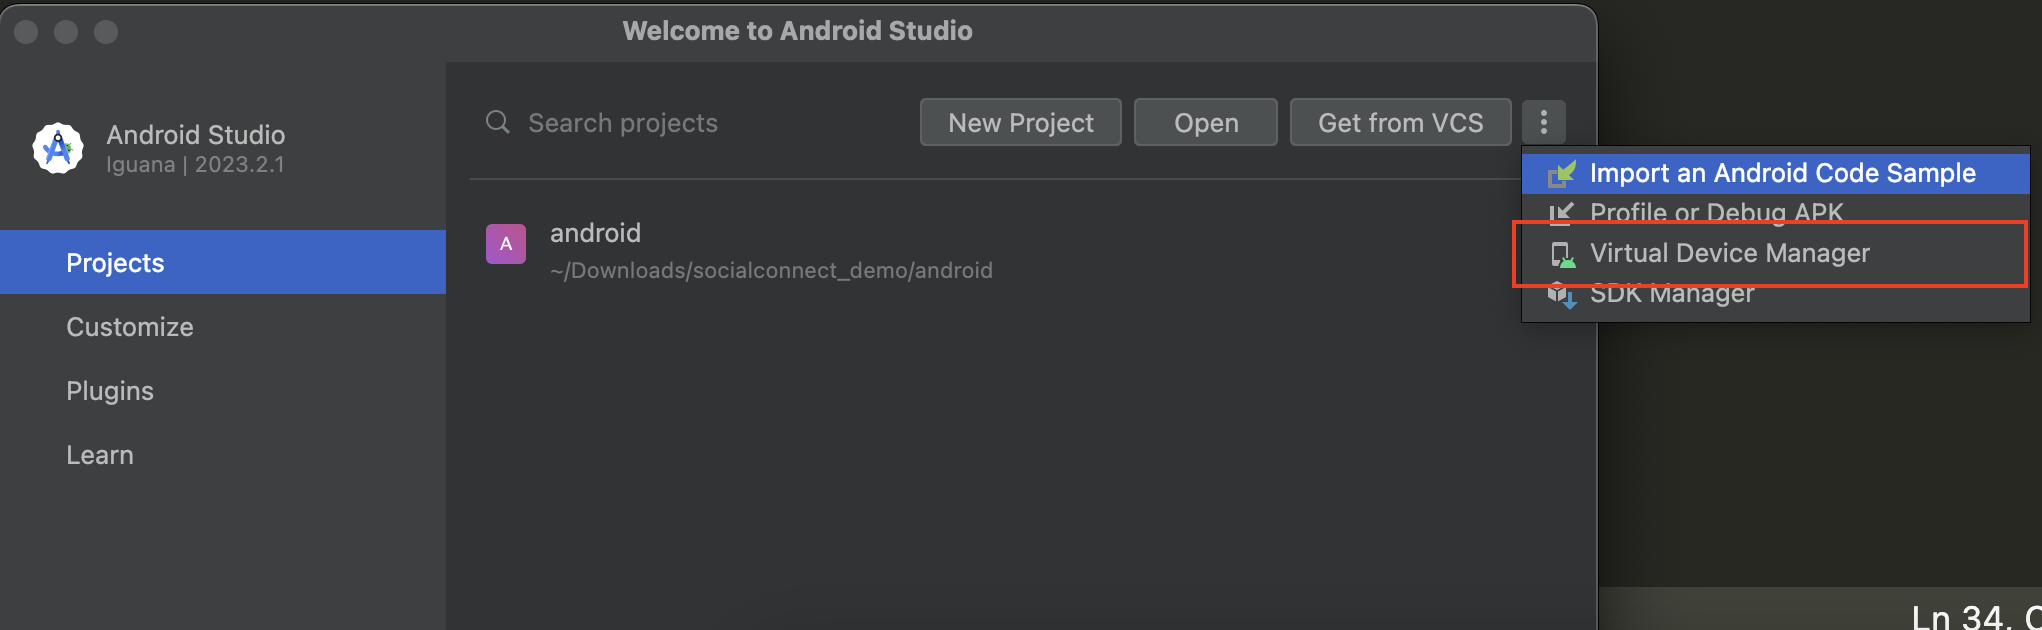 Welcome to Android Studio
Android Studio
Iguana | 2023.2.1
Search projects
New Project
Open
Get from VCS
Import an Android Code Sample
Profile or Debug APK
Virtual Device Manager
SDK Manager
A
android
~/Downloads/socialconnect_demo/android
Projects
Customize
Plugins
Learn
Ln 34,